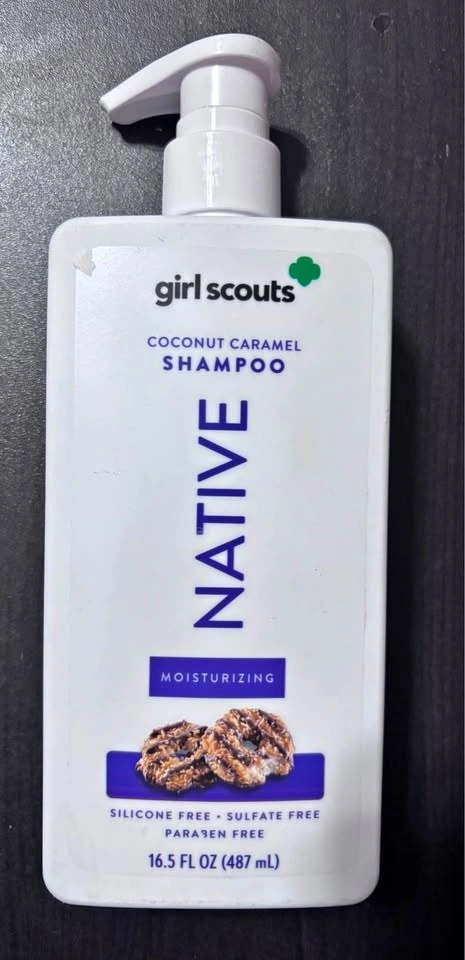 girl scouts
COCONUT CARAMEL
SHAMPOO
NATIVE
MOISTURIZING
SILICONE FREE • SULFATE FREE
PARABEN FREE
16.5 FL OZ (487 mL)